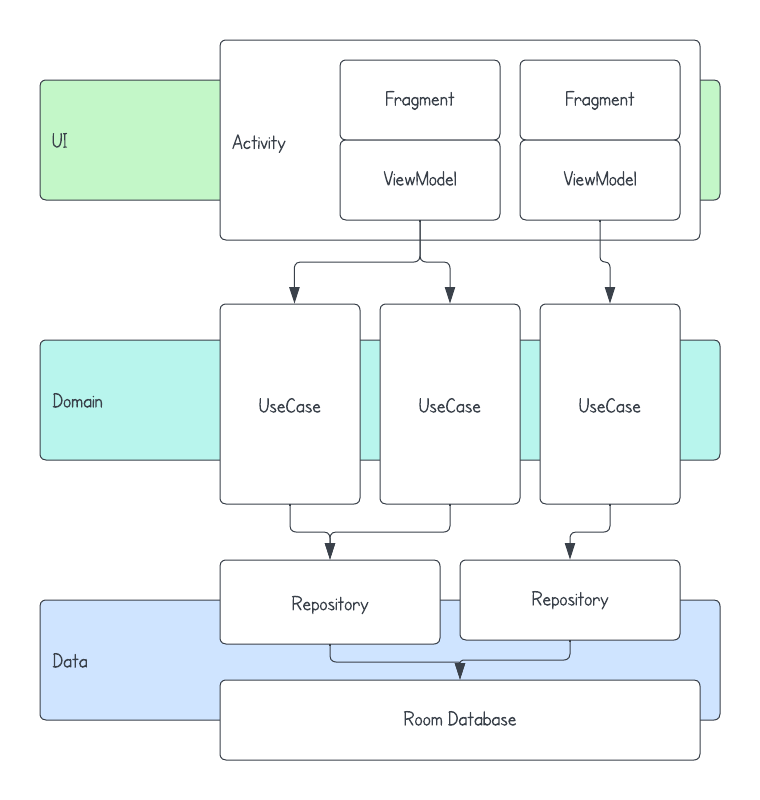 UI
Activity
Fragment
Fragment
ViewModel
ViewModel
Domain
UseCase
UseCase
UseCase
Data
Repository
Repository
Room Database